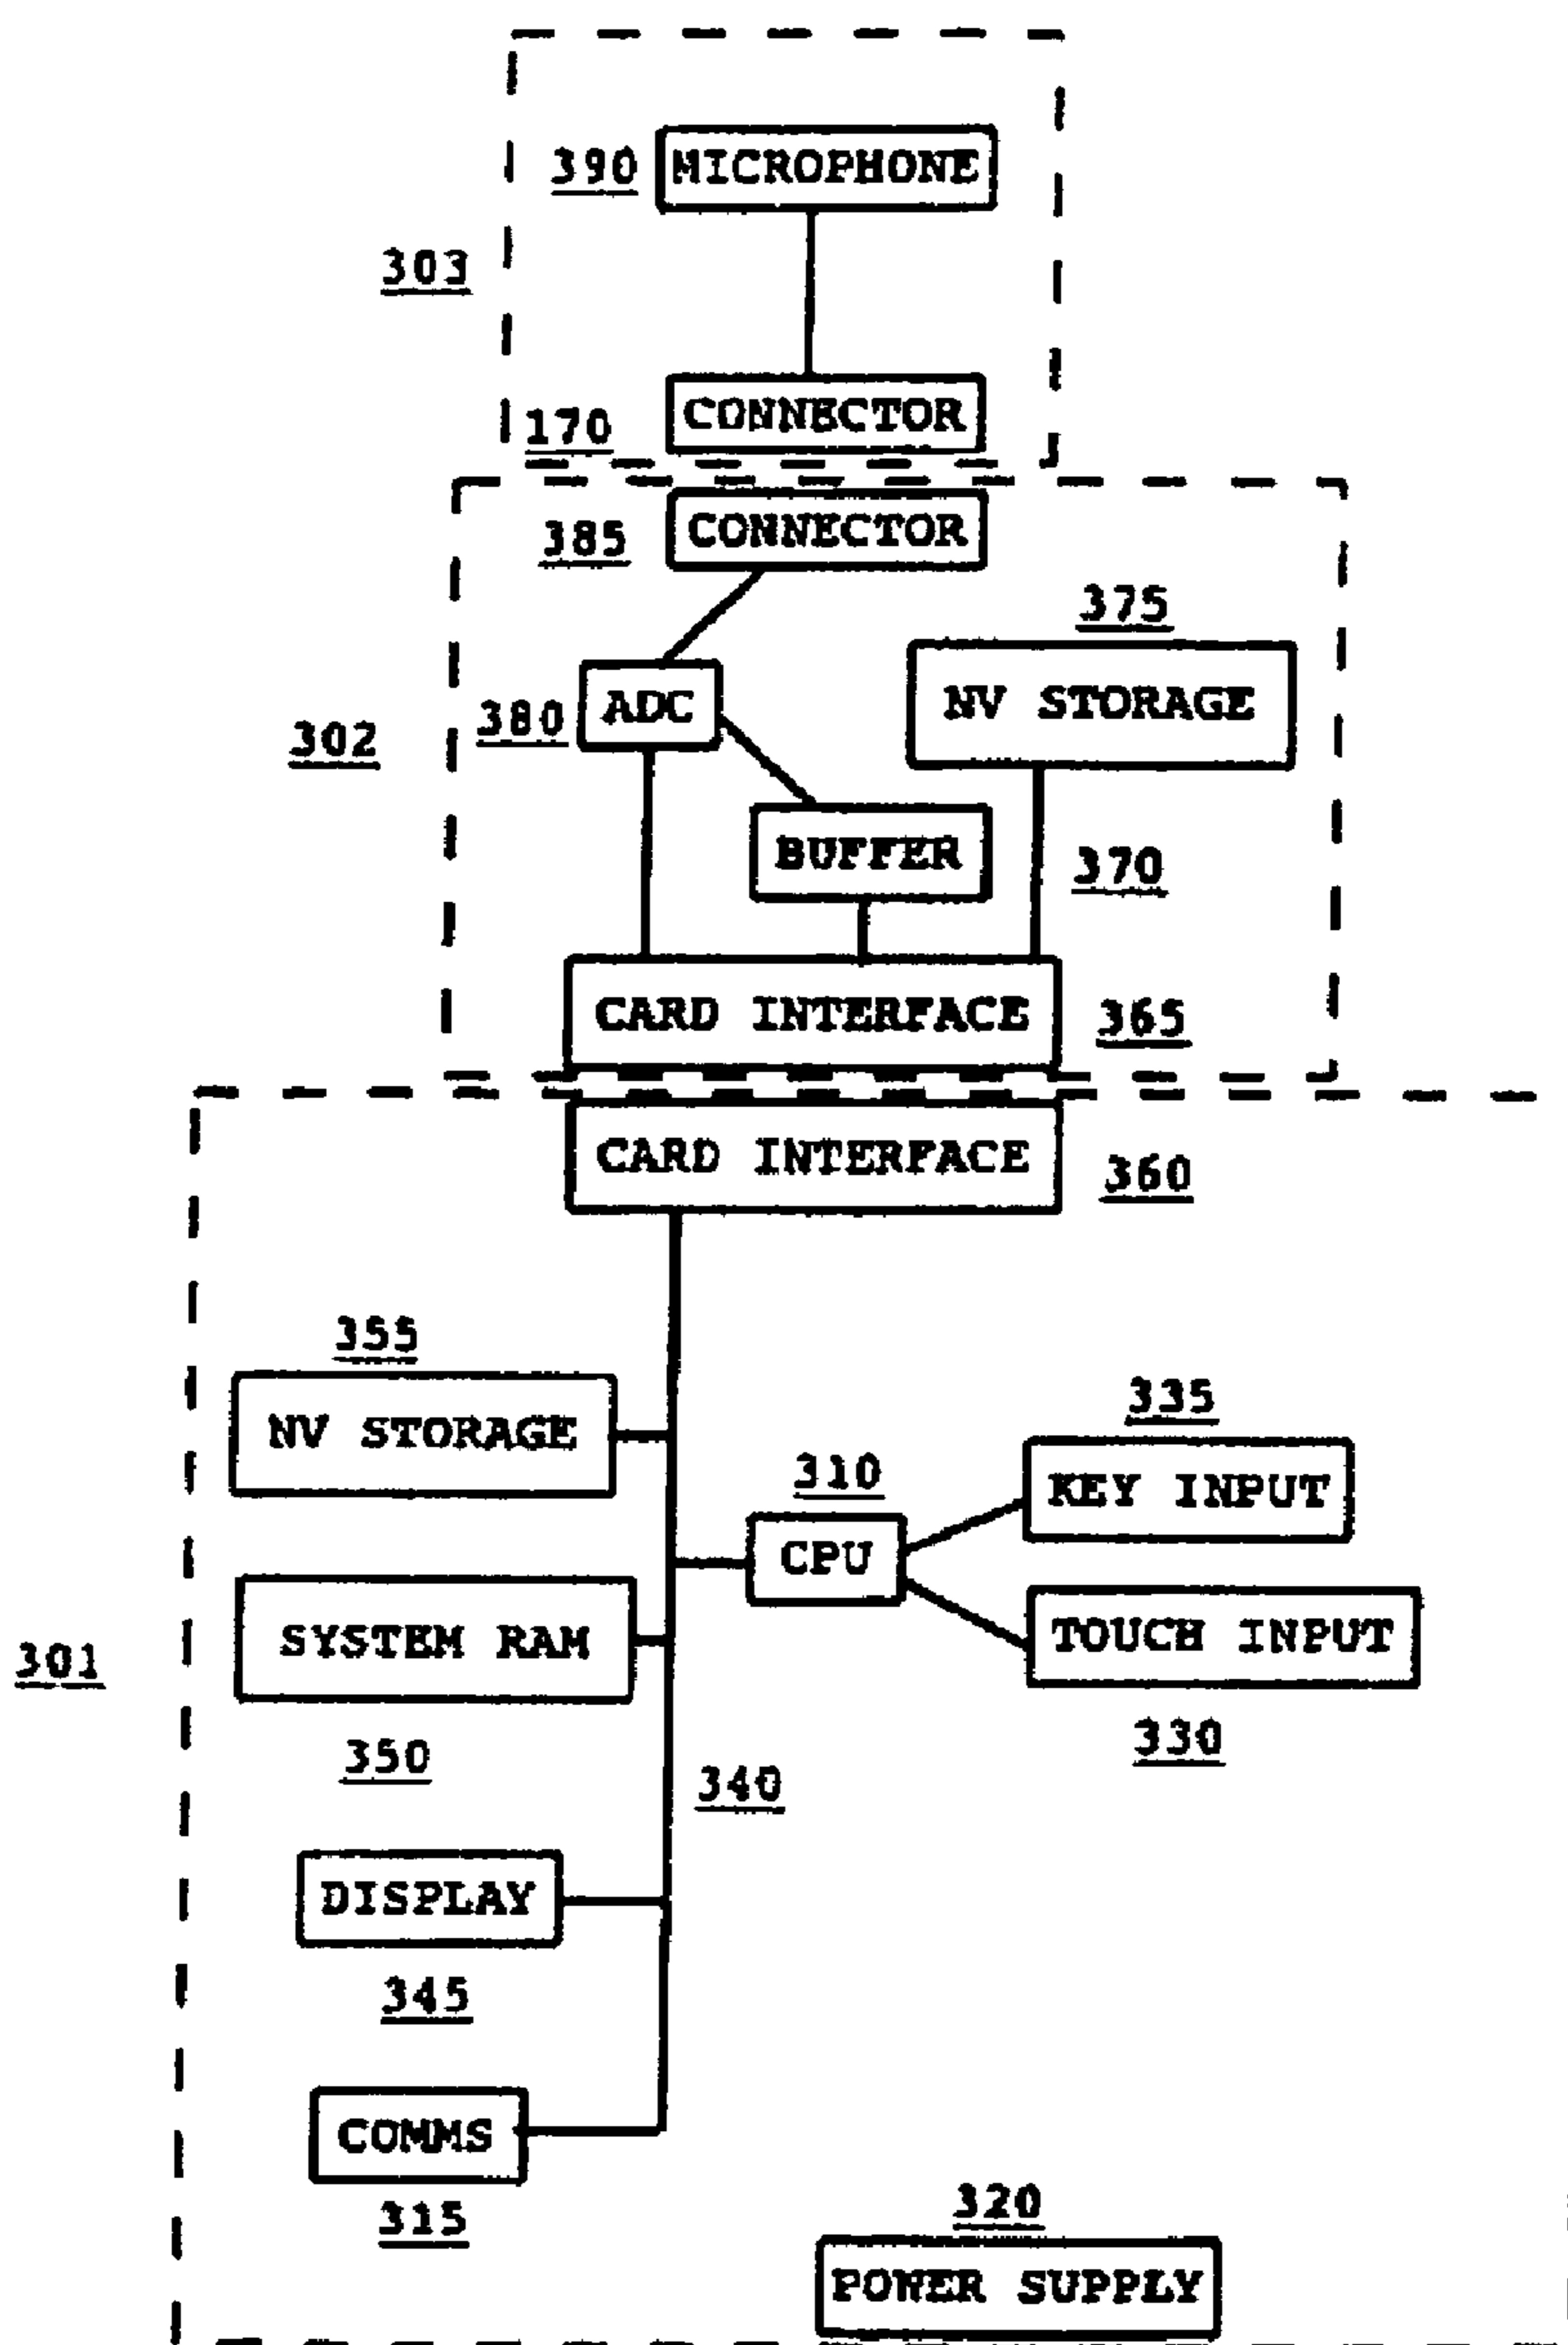 390 MICROPHONE
303
CONNECTOR
170
CONNECTOR
385
375
NV STORAGE
ADC
380
302
BUFFER
370
CARD INTERFACE
365
CARD INTERFACE
360
355
NV STORAGE
335
KEY INPUT
310
CPU
TOUCH INPUT
330
SYSTEM RAM
301
350
340
DISPLAY
345
COMMS
315
320
POWER SUPPLY